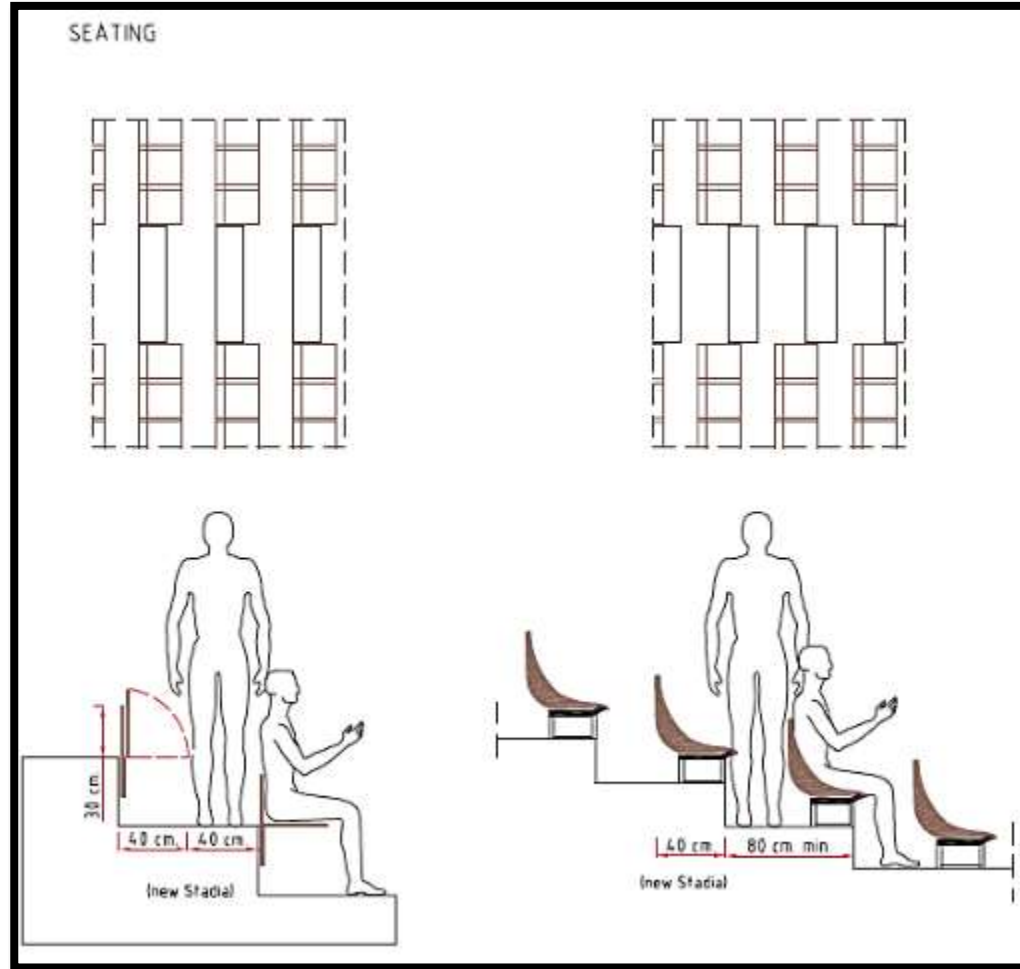 SEATING
30 cm.
40 cm. 40 cm.
(new Stadia)
40 cm. 80 cm min
(new Stadia)